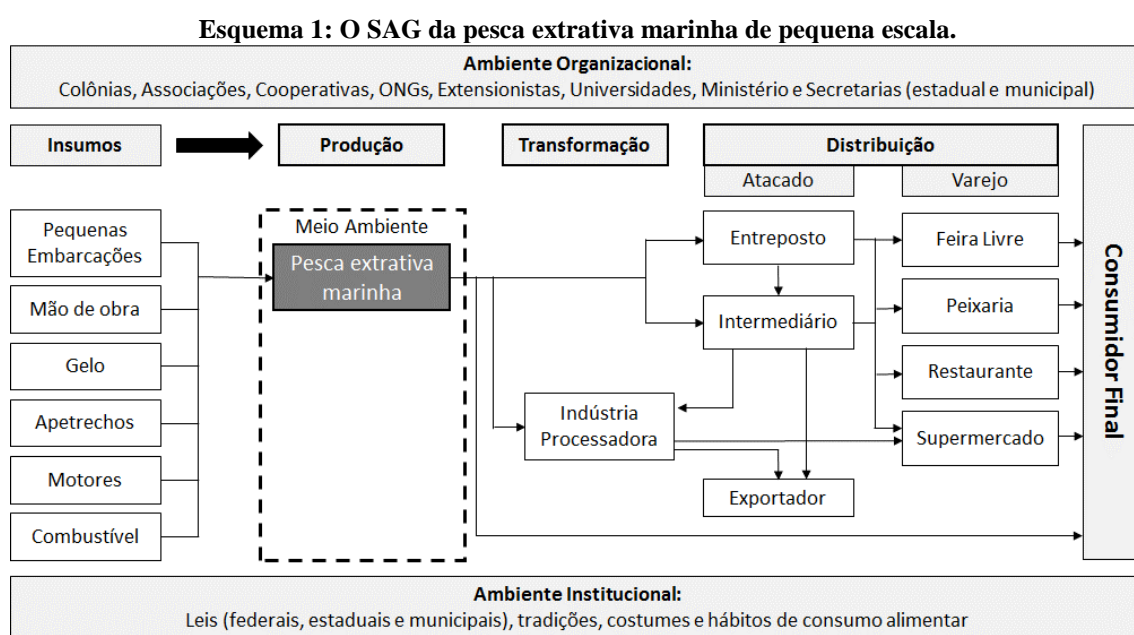 Esquema 1: O SAG da pesca extrativa marinha de pequena escala.
Ambiente Organizacional:
Colônias, Associações, Cooperativas, ONGs, Extensionistas, Universidades, Ministério e Secretarias (estadual e municipal)
Insumos
Produção
Transformação
Distribuição
Atacado
Varejo
Pequenas
Embarcações
Mão de obra
Gelo
Apetrechos
Motores
Combustível
Meio Ambiente
Pesca extrativa
marinha
Indústria
Processadora
Entreposto
Intermediário
Exportador
Feira Livre
Peixaria
Restaurante
Supermercado
Consumidor Final
Ambiente Institucional:
Leis (federais, estaduais e municipais), tradições, costumes e hábitos de consumo alimentar